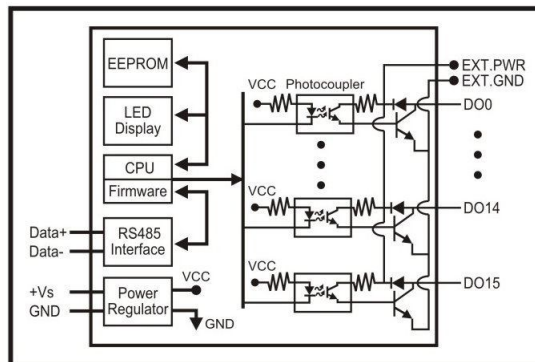 EEPROM
LED
Display
CPU
Firmware
RS485
Interface
Data+
Data-
+Vs
GND
Power
Regulator
VCC
GND
VCC
Photocoupler
EXT.PWR
EXT.GND
DO0
VCC
DO14
VCC
DO15